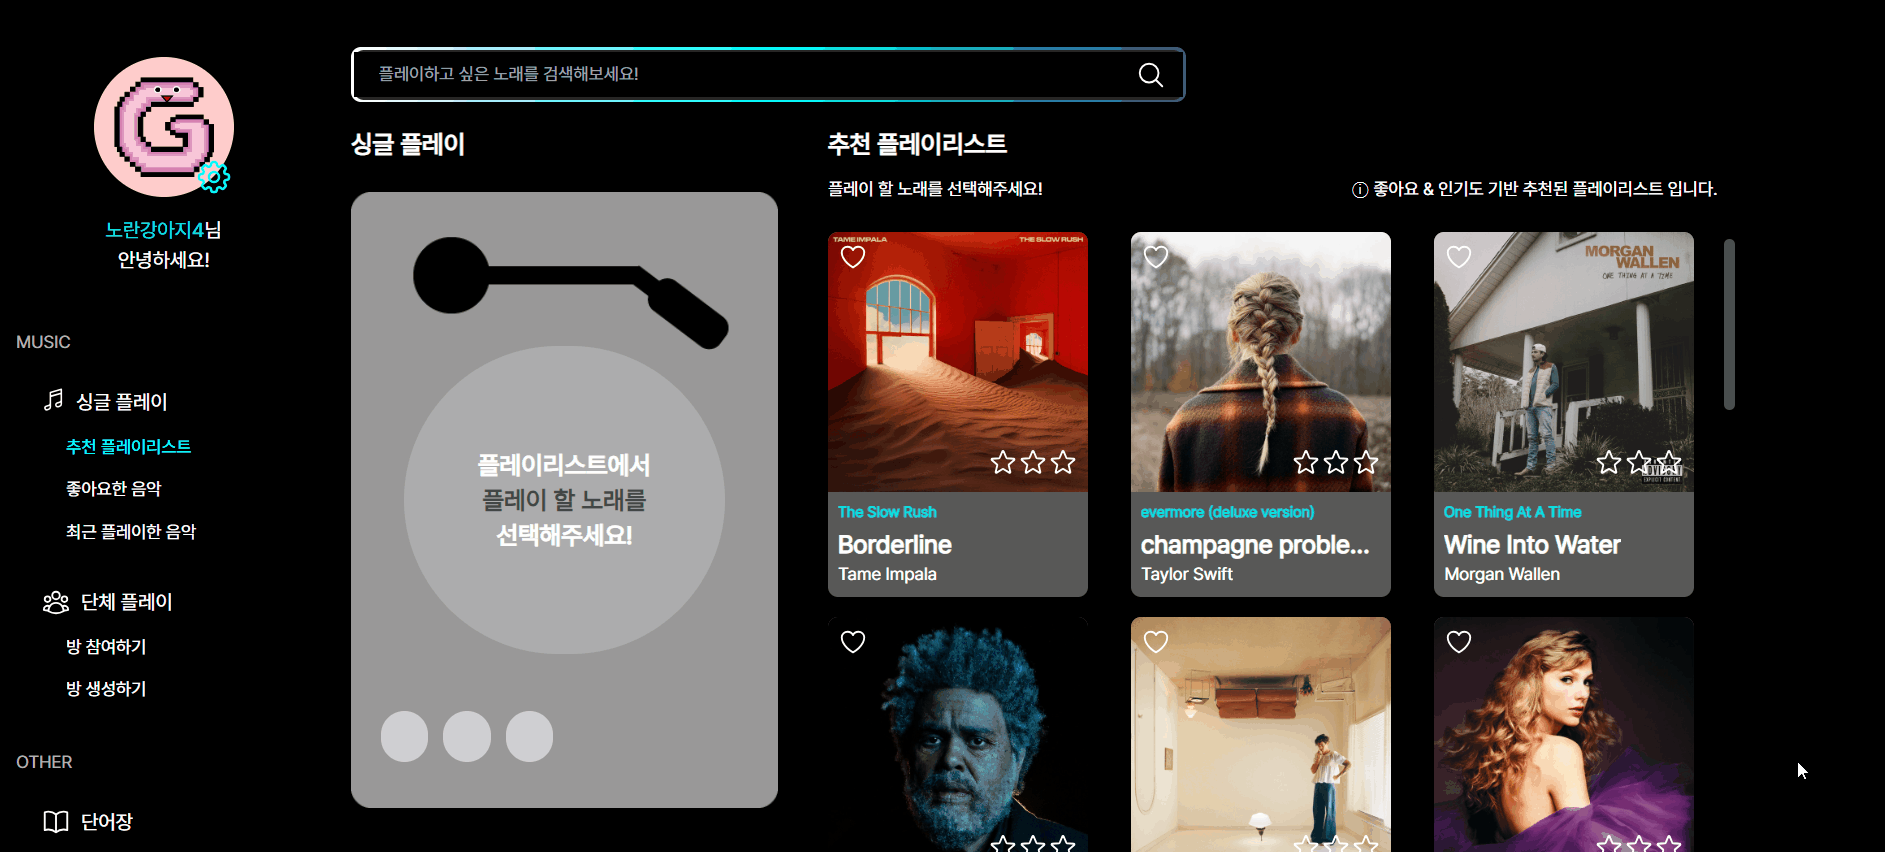 플레이하고 싶은 노래를 검색해보세요!
노란강아지4님
안녕하세요!
MUSIC
싱글 플레이
추천 플레이리스트
좋아요한 음악
최근 플레이한 음악
단체 플레이
방 참여하기
방 생성하기
OTHER
단어장
싱글 플레이
플레이리스트에서
플레이 할 노래를
선택해주세요!
추천 플레이리스트
플레이 할 노래를 선택해주세요!
좋아요 & 인기도 기반 추천된 플레이리스트 입니다.
TAME IMPALA
THE SLOW RUSH
The Slow Rush
Borderline
Tame Impala
evermore (deluxe version)
champagne proble...
Taylor Swift
MORGAN
WALLEN
ONE THING AT A TIME
EXPLICIT CONTENT
One Thing At A Time
Wine Into Water
Morgan Wallen